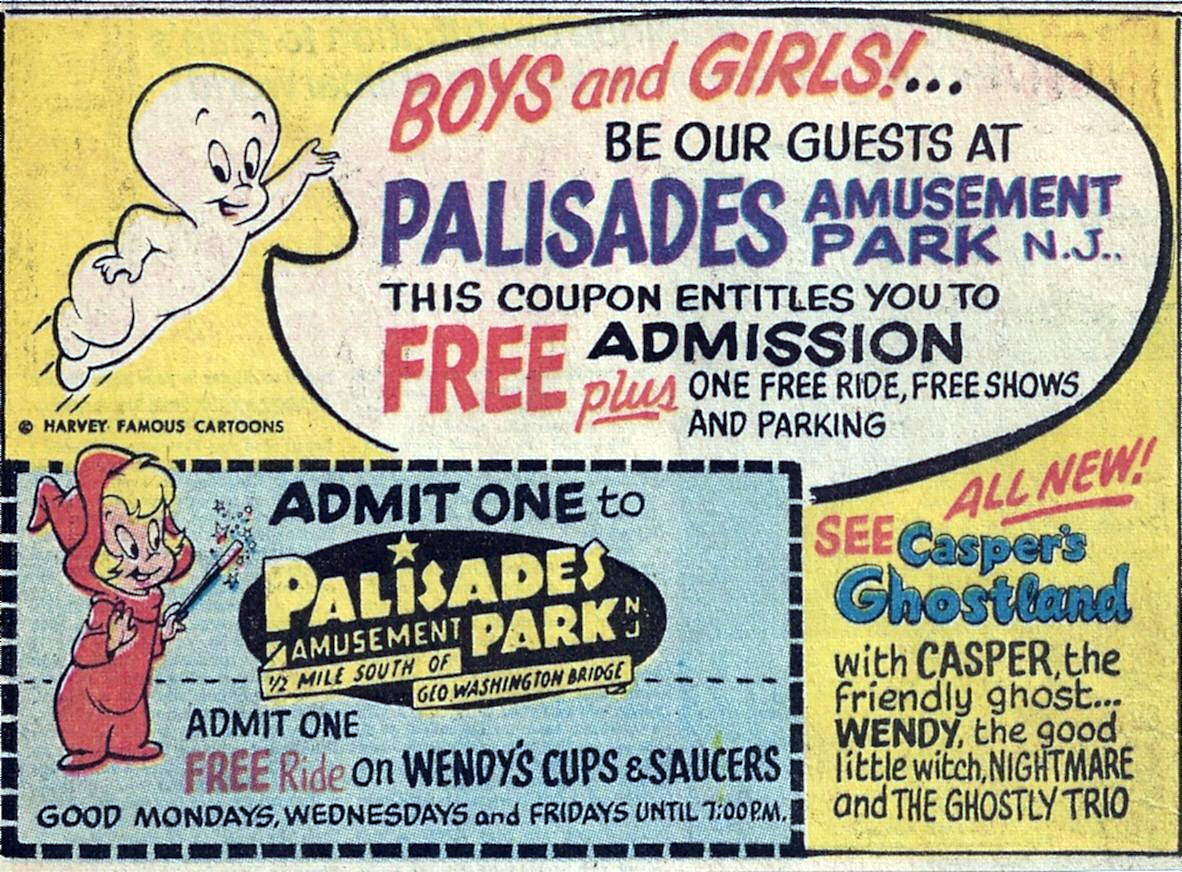 BOYS and GIRLS!...
BE OUR GUESTS AT
PALISADES AMUSEMENT PARK N.J..
THIS COUPON ENTITLES YOU TO
FREE ADMISSION
plus ONE FREE RIDE, FREE SHOWS
AND PARKING
© HARVEY FAMOUS CARTOONS
ADMIT ONE to
PALISADES
AMUSEMENT PARK NJ
1/2 MILE SOUTH OF
GEO. WASHINGTON BRIDGE
ADMIT ONE
FREE Ride on WENDY'S CUPS & SAUCERS
GOOD MONDAYS, WEDNESDAYS and FRIDAYS UNTIL 7:00 P.M.
ALL NEW!
SEE Casper's
Ghostland
with CASPER, the
friendly ghost...
WENDY, the good
little witch, NIGHTMARE
and THE GHOSTLY TRIO